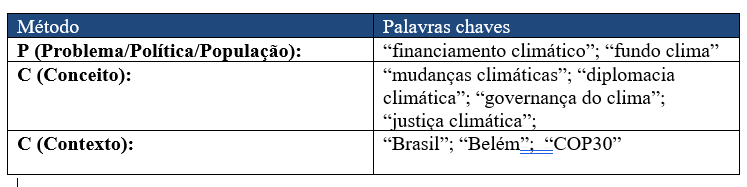 Método Palavras chaves
P (Problema/Política/População): “financiamento climático”; “fundo clima”
C (Conceito): “mudanças climáticas”; “diplomacia
climática”; “governança do clima”;
“justiça climática”;
C (Contexto): “Brasil”; “Belém”; “COP30”